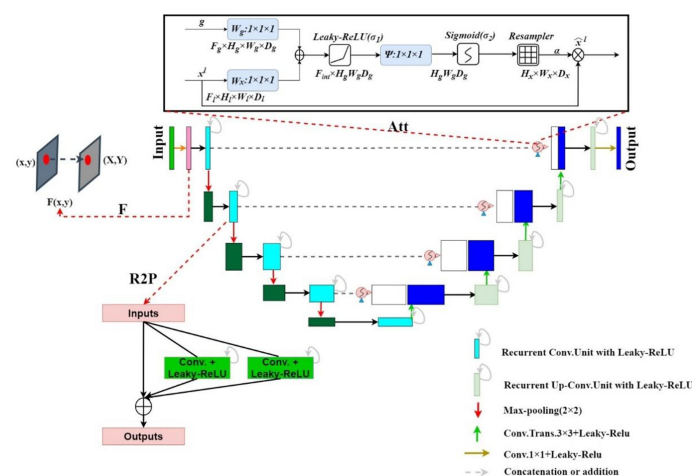 g
W_g:1×1×1
F_g×H_g×W_g×D_g
Leaky-ReLU(σ_1)
F_int×H_gW_gD_g
Ψ:1×1×1
Sigmoid(σ_2)
H_gW_gD_g
Resampler
α
H_x×W_x×D_x
x^l
W_x:1×1×1
F_l×H_l×W_l×D_l
x̂^l
Att
Input
Output
(x,y)
(X,Y)
F(x,y)
F
R2P
Inputs
Conv. +
Leaky-ReLU
Conv. +
Leaky-ReLU
Outputs
Recurrent Conv.Unit with Leaky-ReLU
Recurrent Up-Conv.Unit with Leaky-ReLU
Max-pooling(2×2)
Conv.Trans.3×3+Leaky-Relu
Conv.1×1+Leaky-Relu
Concatenation or addition